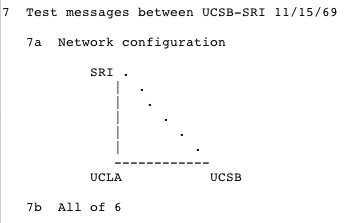 7 Test messages between UCSB-SRI 11/15/69
7a Network configuration
SRI .
| .
| .
| .
| .
| .
------------
UCLA UCSB
7b All of 6